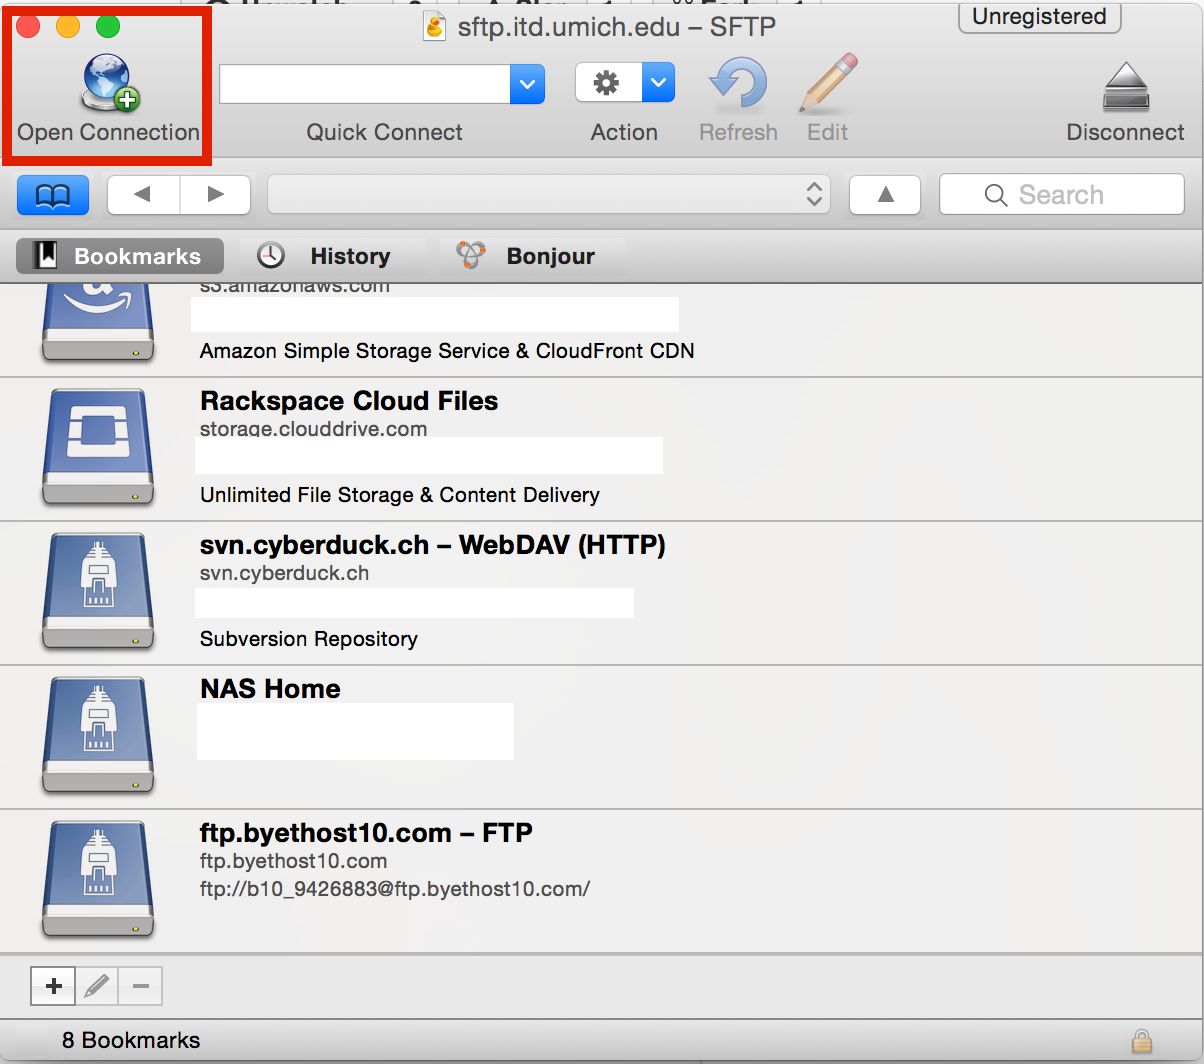 Unregistered
sftp.itd.umich.edu – SFTP
Open Connection
Quick Connect
Action
Refresh
Edit
Disconnect
Search
Bookmarks
History
Bonjour
s3.amazonaws.com
Amazon Simple Storage Service & CloudFront CDN
Rackspace Cloud Files
storage.clouddrive.com
Unlimited File Storage & Content Delivery
svn.cyberduck.ch – WebDAV (HTTP)
svn.cyberduck.ch
Subversion Repository
NAS Home
ftp.byethost10.com – FTP
ftp.byethost10.com
ftp://b10_9426883@ftp.byethost10.com/
8 Bookmarks